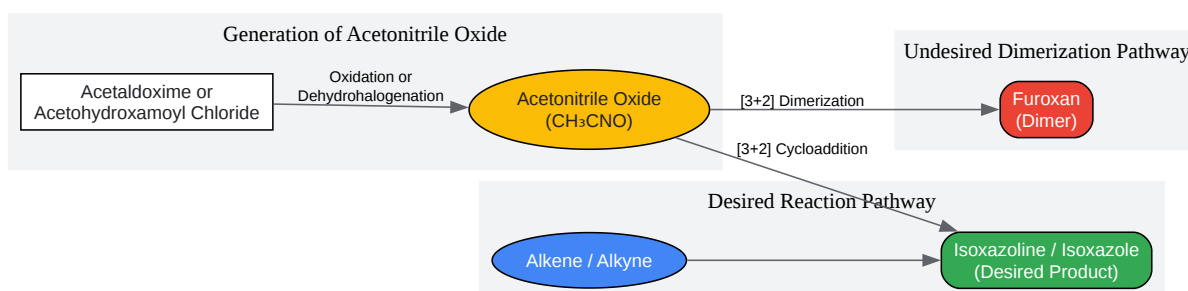 Generation of Acetonitrile Oxide
Acetaldoxime or
Acetohydroxamoyl Chloride
Oxidation or
Dehydrohalogenation
Acetonitrile Oxide
(CH₃CNO)
[3+2] Dimerization
[3+2] Cycloaddition
Undesired Dimerization Pathway
Furoxan
(Dimer)
Desired Reaction Pathway
Alkene / Alkyne
Isoxazoline / Isoxazole
(Desired Product)